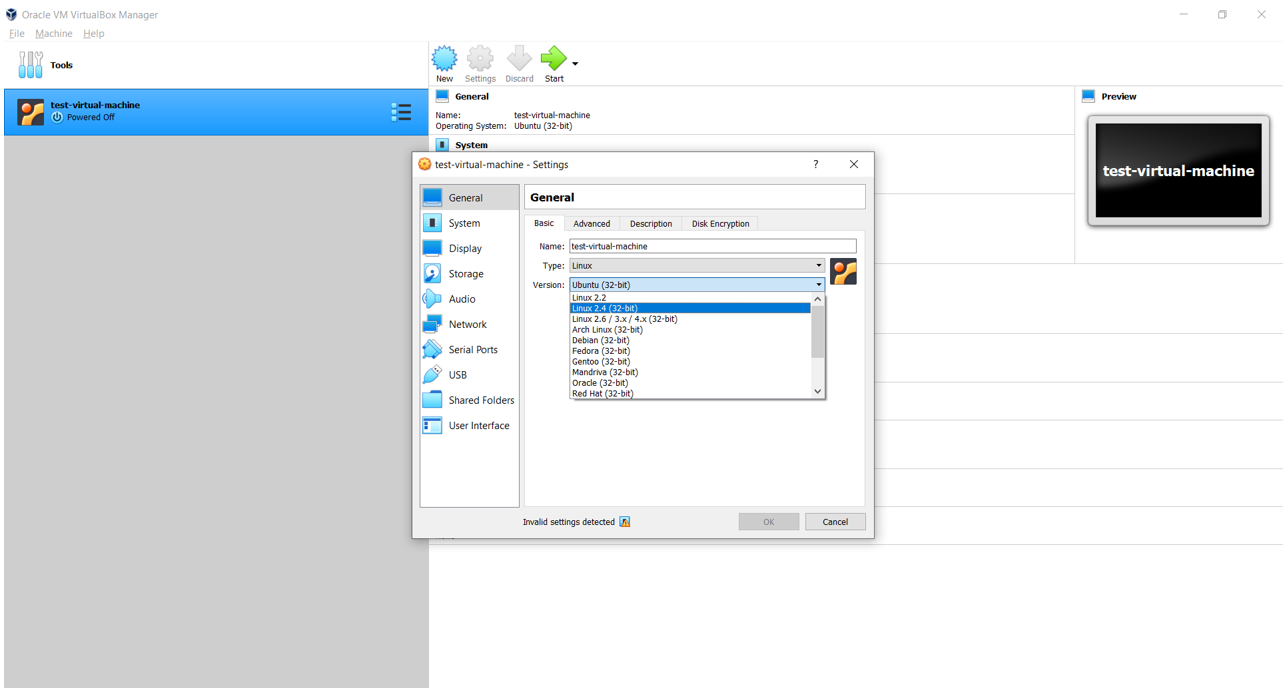 Oracle VM VirtualBox Manager
File Machine Help
Tools
test-virtual-machine
Powered Off
New Settings Discard Start
General
Name: test-virtual-machine
Operating System: Ubuntu (32-bit)
System
Preview
test-virtual-machine
test-virtual-machine - Settings
?
General
System
Display
Storage
Audio
Network
Serial Ports
USB
Shared Folders
User Interface
General
Basic Advanced Description Disk Encryption
Name: test-virtual-machine
Type: Linux
Version: Ubuntu (32-bit)
Linux 2.2
Linux 2.4 (32-bit)
Linux 2.6 / 3.x / 4.x (32-bit)
Arch Linux (32-bit)
Debian (32-bit)
Fedora (32-bit)
Gentoo (32-bit)
Mandriva (32-bit)
Oracle (32-bit)
Red Hat (32-bit)
Invalid settings detected
OK Cancel